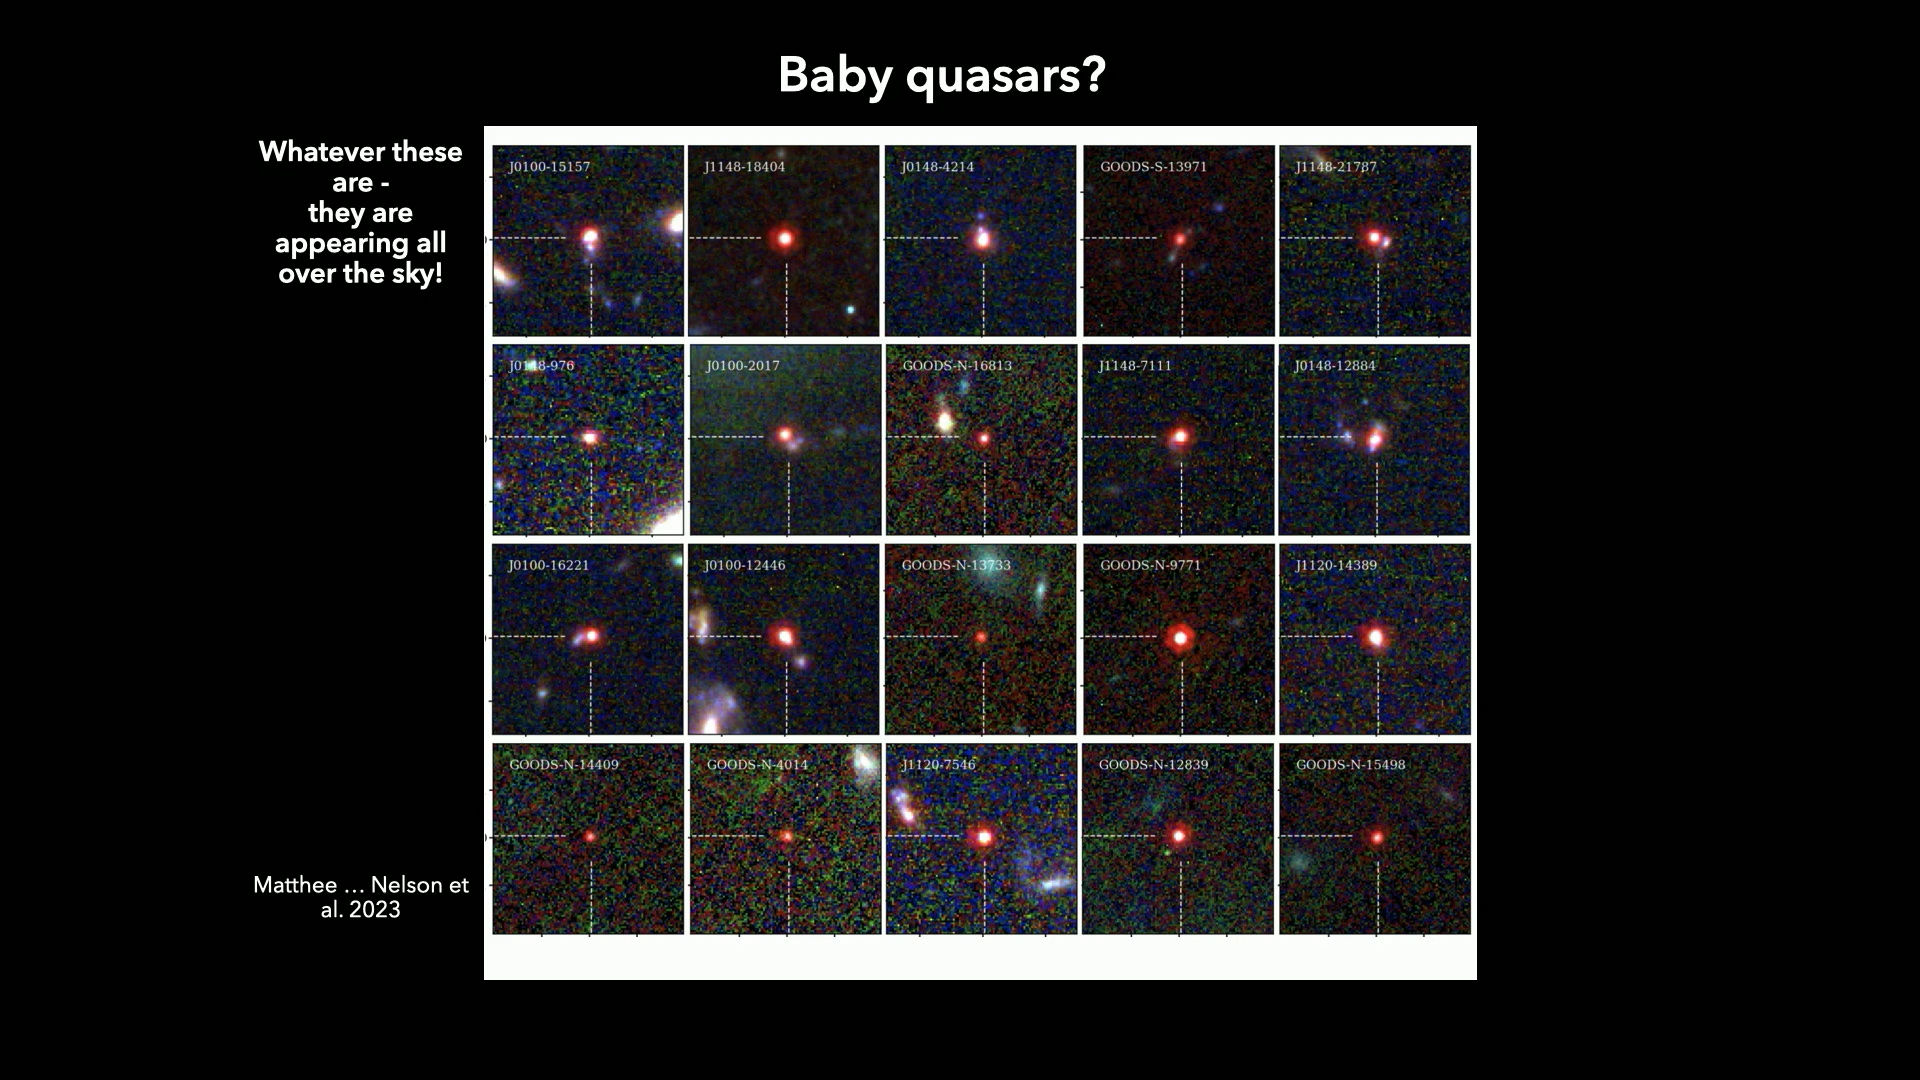 Baby quasars?
Whatever these
are -
they are
appearing all
over the sky!
J0100-15157
J1148-18404
J0148-4214
GOODS-S-13971
J1148-21787
J0148-976
J0100-2017
GOODS-N-16813
J1148-7111
J0148-12884
J0100-16221
J0100-12446
GOODS-N-13733
GOODS-N-9771
J1120-14389
GOODS-N-14409
GOODS-N-4014
J1120-7546
GOODS-N-12839
GOODS-N-15498
Matthee … Nelson et
al. 2023